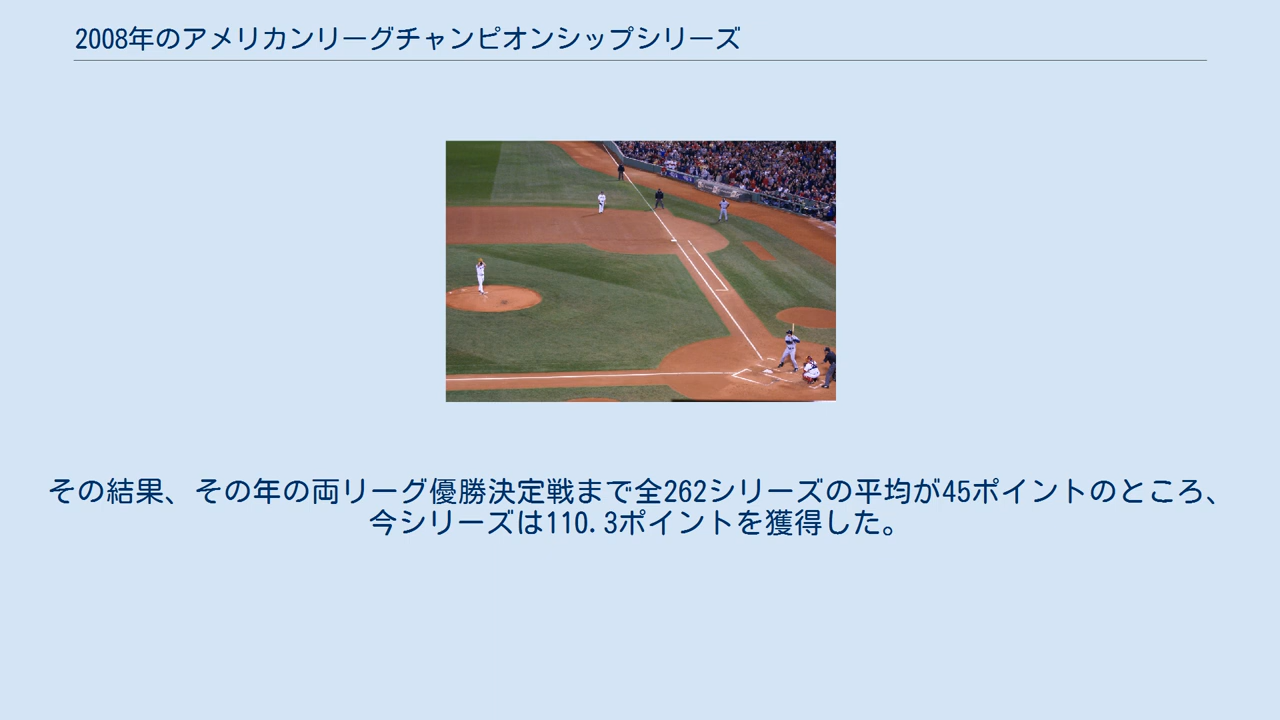 2008年のアメリカンリーグチャンピオンシップシリーズ
その結果、その年の両リーグ優勝決定戦まで全262シリーズの平均が45ポイントのところ、
今シリーズは110.3ポイントを獲得した。